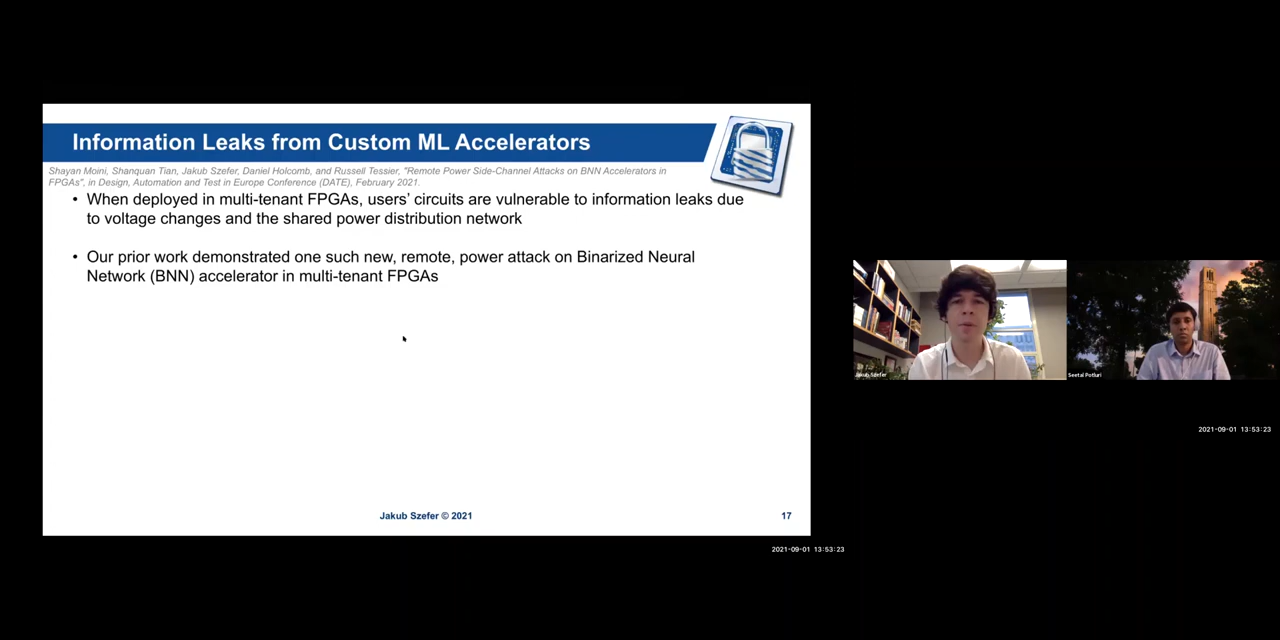 Information Leaks from Custom ML Accelerators
Shayan Moini, Shanquan Tian, Jakub Szefer, Daniel Holcomb, and Russell Tessier, "Remote Power Side-Channel Attacks on BNN Accelerators in
FPGAs", in Design, Automation and Test in Europe Conference (DATE), February 2021.
• When deployed in multi-tenant FPGAs, users' circuits are vulnerable to information leaks due
to voltage changes and the shared power distribution network
• Our prior work demonstrated one such new, remote, power attack on Binarized Neural
Network (BNN) accelerator in multi-tenant FPGAs
Jakub Szefer © 2021
17
2021-09-01 13:53:23
Jakub Szefer
Seetal Potluri
2021-09-01 13:53:23